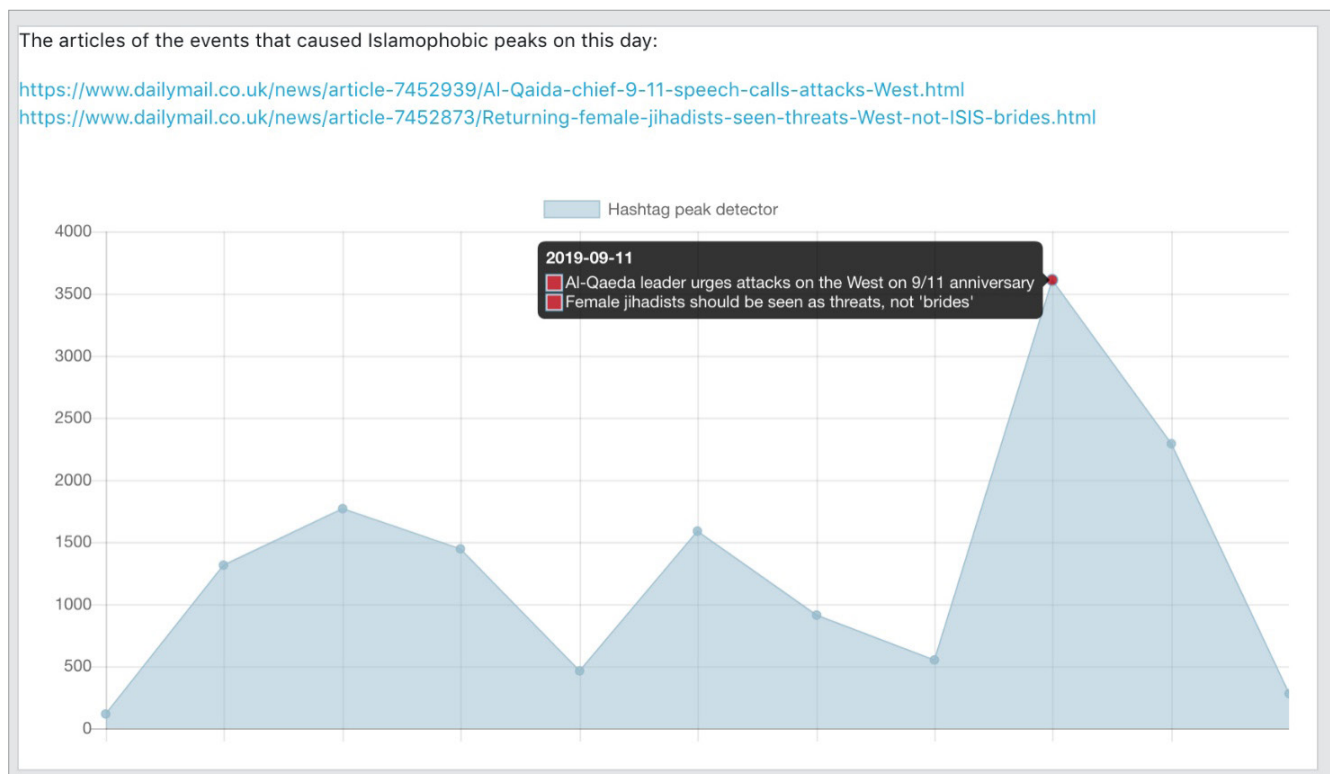 The articles of the events that caused Islamophobic peaks on this day:
https://www.dailymail.co.uk/news/article-7452939/Al-Qaida-chief-9-11-speech-calls-attacks-West.html
https://www.dailymail.co.uk/news/article-7452873/Returning-female-jihadists-seen-threats-West-not-ISIS-brides.html
Hashtag peak detector
4000
2019-09-11
Al-Qaeda leader urges attacks on the West on 9/11 anniversary
Female jihadists should be seen as threats, not 'brides'
3500
3000
2500
2000
1500
1000
500
0